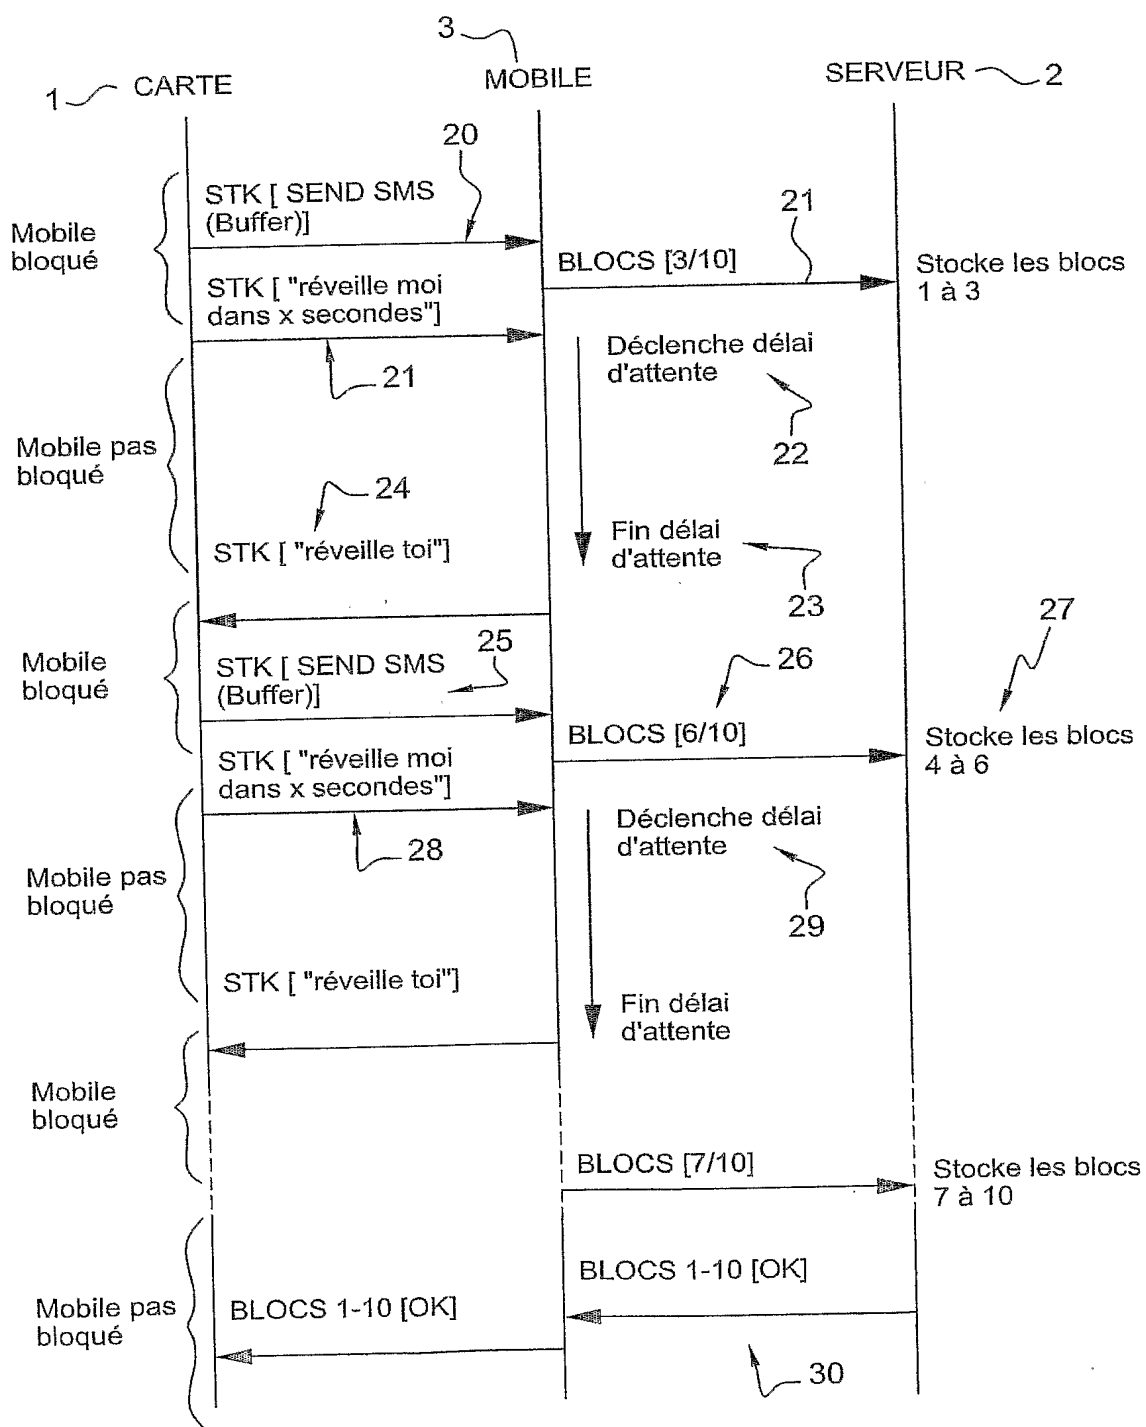 3
1 CARTE
MOBILE
SERVEUR 2
20
STK [ SEND SMS
(Buffer)]
Mobile
bloqué
21
BLOCS [3/10]
Stocke les blocs
1 à 3
STK [ "réveille moi
dans x secondes"]
21
Déclenche délai
d'attente
22
Mobile pas
bloqué
24
STK [ "réveille toi"]
Fin délai
d'attente
23
27
Mobile
bloqué
25
STK [ SEND SMS
(Buffer)]
26
BLOCS [6/10]
Stocke les blocs
4 à 6
STK [ "réveille moi
dans x secondes"]
28
Déclenche délai
d'attente
29
Mobile pas
bloqué
STK [ "réveille toi"]
Fin délai
d'attente
Mobile
bloqué
BLOCS [7/10]
Stocke les blocs
7 à 10
BLOCS 1-10 [OK]
Mobile pas
bloqué
BLOCS 1-10 [OK]
30